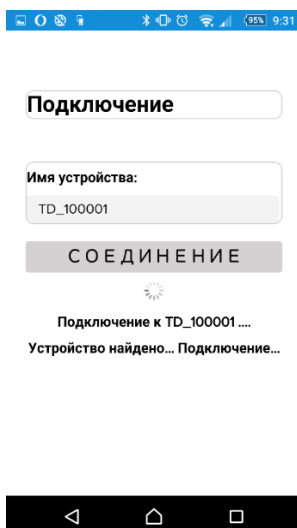 95% 9:31
Подключение
Имя устройства:
TD_100001
СОЕДИНЕНИЕ
Подключение к TD_100001 ....
Устройство найдено... Подключение...